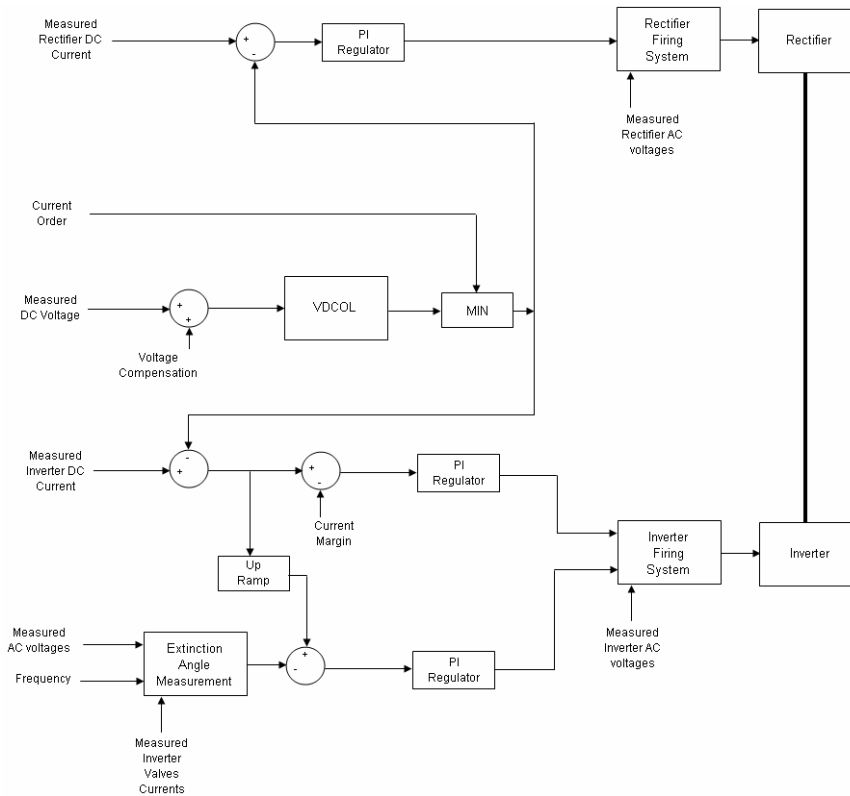 Measured
Rectifier DC
Current
+
-
PI
Regulator
Rectifier
Firing
System
Rectifier
Measured
Rectifier AC
voltages
Current
Order
Measured
DC Voltage
+
+
Voltage
Compensation
VDCOL
MIN
Measured
Inverter DC
Current
-
+
+
-
Current
Margin
PI
Regulator
Up
Ramp
Inverter
Firing
System
Inverter
Measured
Inverter AC
voltages
Measured
AC voltages
Frequency
Extinction
Angle
Measurement
+
-
PI
Regulator
Measured
Inverter
Valves
Currents